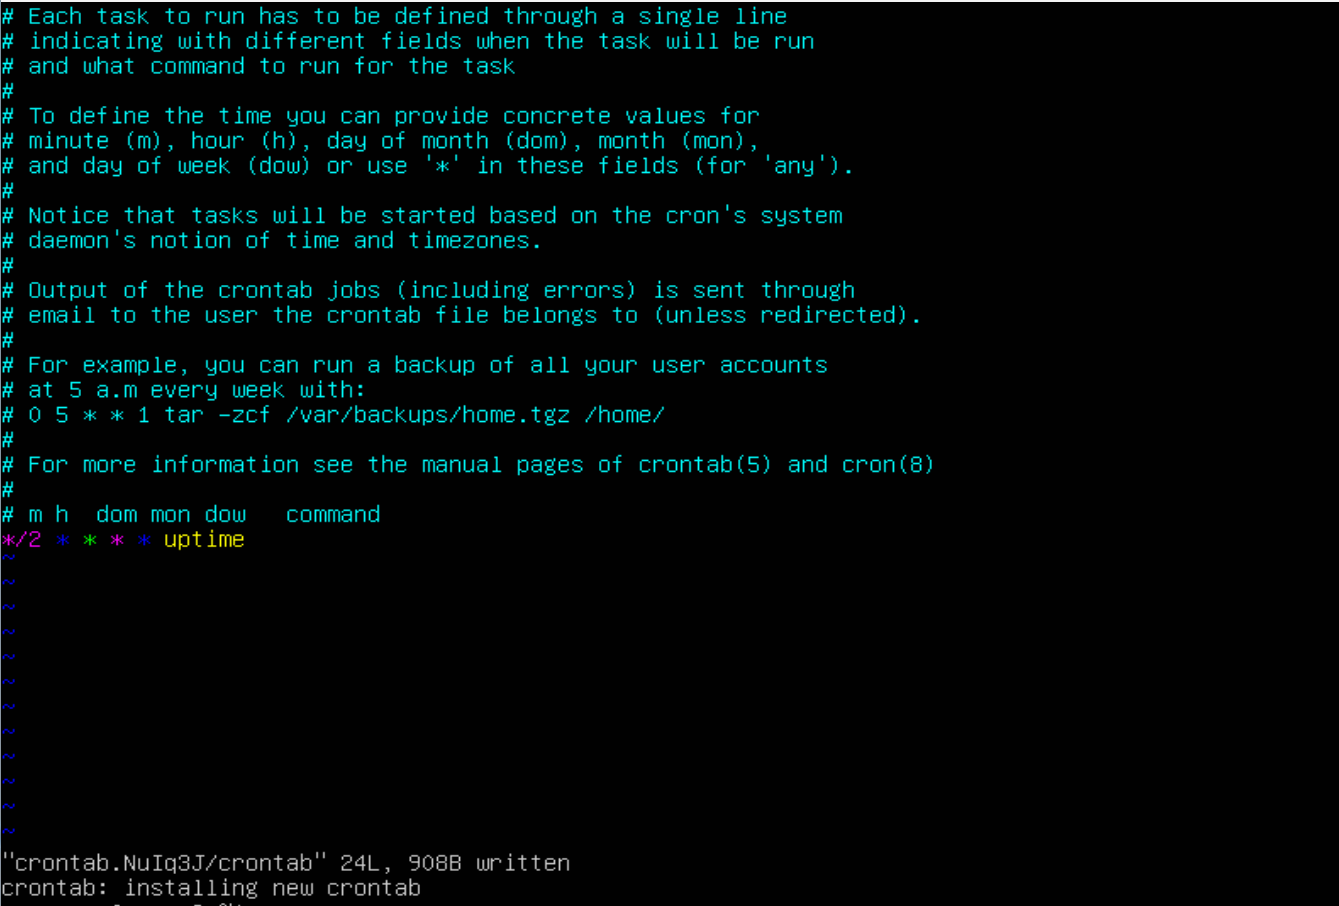 # Each task to run has to be defined through a single line
# indicating with different fields when the task will be run
# and what command to run for the task
#
# To define the time you can provide concrete values for
# minute (m), hour (h), day of month (dom), month (mon),
# and day of week (dow) or use '*' in these fields (for 'any').
#
# Notice that tasks will be started based on the cron's system
# daemon's notion of time and timezones.
#
# Output of the crontab jobs (including errors) is sent through
# email to the user the crontab file belongs to (unless redirected).
#
# For example, you can run a backup of all your user accounts
# at 5 a.m every week with:
# 0 5 * * 1 tar -zcf /var/backups/home.tgz /home/
#
# For more information see the manual pages of crontab(5) and cron(8)
#
# m h  dom mon dow   command
*/2 * * * * uptime
~
~
~
~
~
~
~
~
~
~
~
~
"crontab.NuIq3J/crontab" 24L, 908B written
crontab: installing new crontab